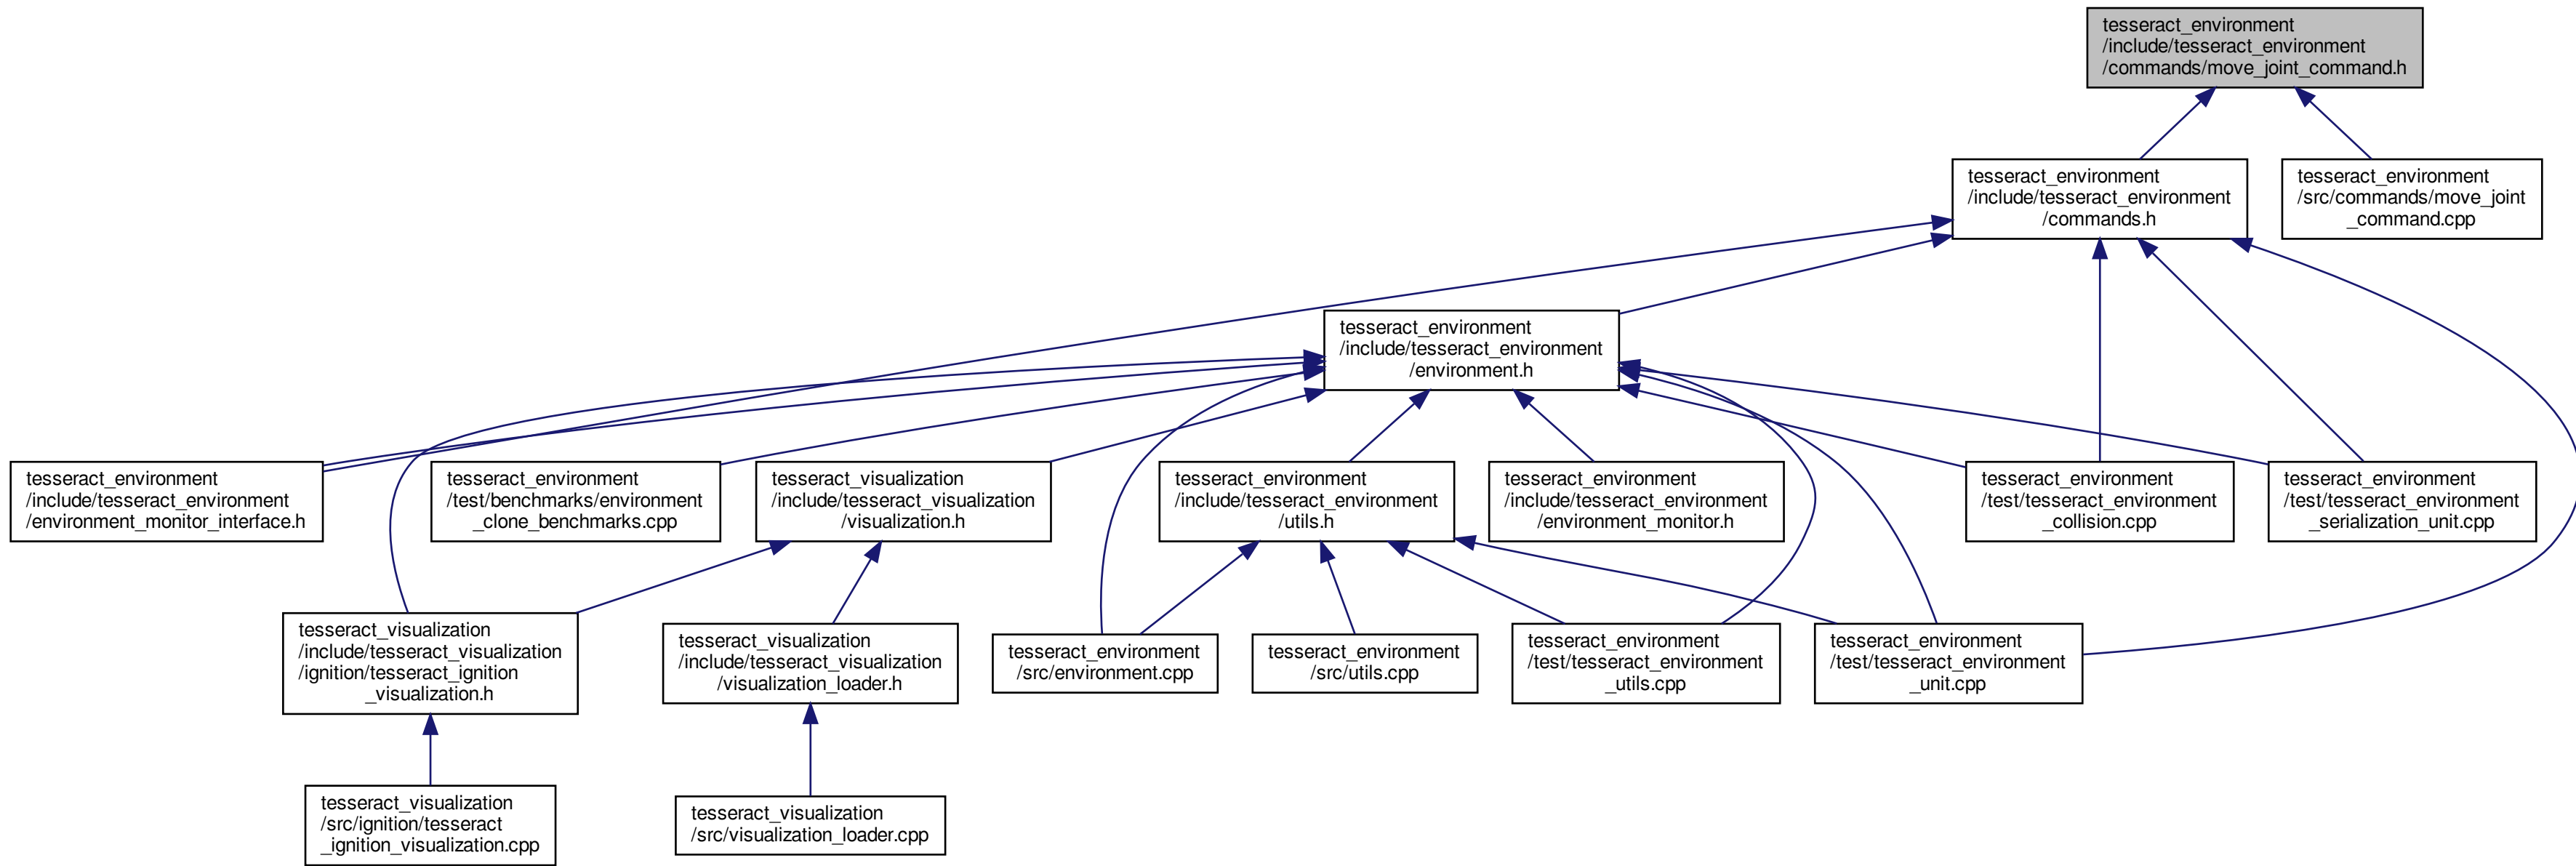 tesseract_environment
/include/tesseract_environment
/commands/move_joint_command.h
tesseract_environment
/include/tesseract_environment
/commands.h
tesseract_environment
/src/commands/move_joint
_command.cpp
tesseract_environment
/include/tesseract_environment
/environment.h
tesseract_environment
/include/tesseract_environment
/environment_monitor_interface.h
tesseract_environment
/test/benchmarks/environment
_clone_benchmarks.cpp
tesseract_visualization
/include/tesseract_visualization
/visualization.h
tesseract_environment
/include/tesseract_environment
/utils.h
tesseract_environment
/include/tesseract_environment
/environment_monitor.h
tesseract_environment
/test/tesseract_environment
_collision.cpp
tesseract_environment
/test/tesseract_environment
_serialization_unit.cpp
tesseract_visualization
/include/tesseract_visualization
/ignition/tesseract_ignition
_visualization.h
tesseract_visualization
/include/tesseract_visualization
/visualization_loader.h
tesseract_environment
/src/environment.cpp
tesseract_environment
/src/utils.cpp
tesseract_environment
/test/tesseract_environment
_utils.cpp
tesseract_environment
/test/tesseract_environment
_unit.cpp
tesseract_visualization
/src/ignition/tesseract
_ignition_visualization.cpp
tesseract_visualization
/src/visualization_loader.cpp